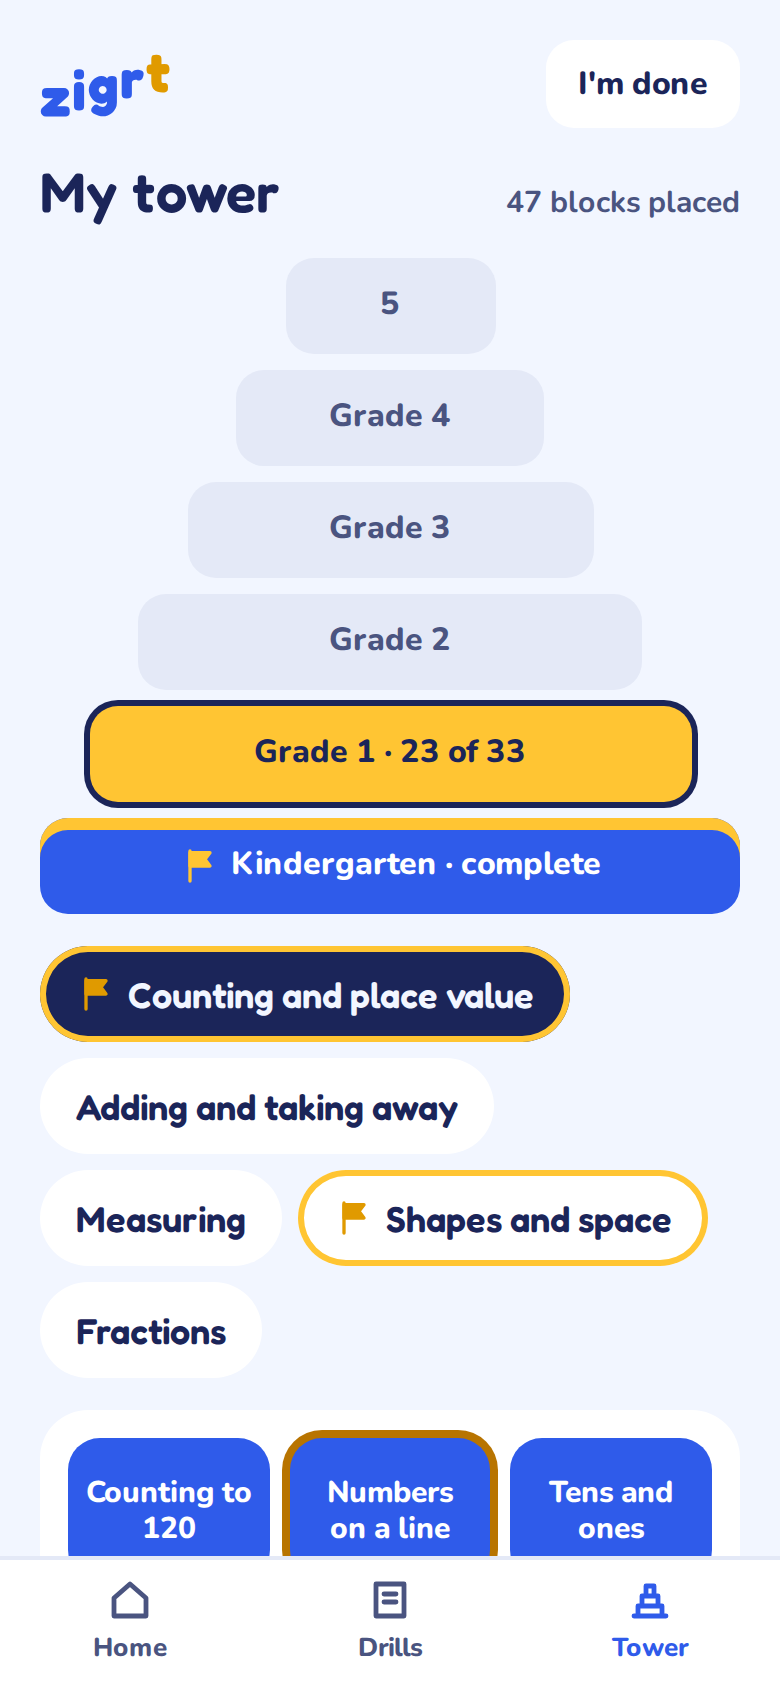 zigrt
I'm done
My tower
47 blocks placed
5
Grade 4
Grade 3
Grade 2
Grade 1 · 23 of 33
Kindergarten · complete
Counting and place value
Adding and taking away
Measuring
Shapes and space
Fractions
Counting to
120
Numbers
on a line
Tens and
ones
Home
Drills
Tower